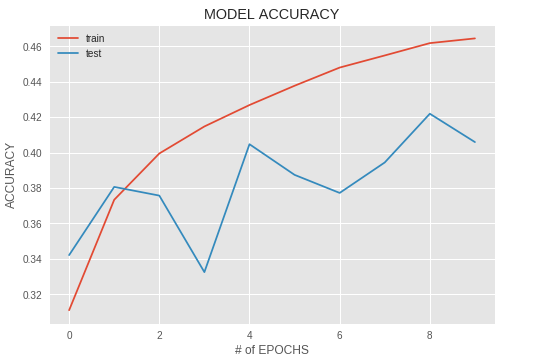 MODEL ACCURACY
train
test
0.46
0.44
0.42
0.40
0.38
0.36
0.34
0.32
ACCURACY
0 2 4 6 8
# of EPOCHS